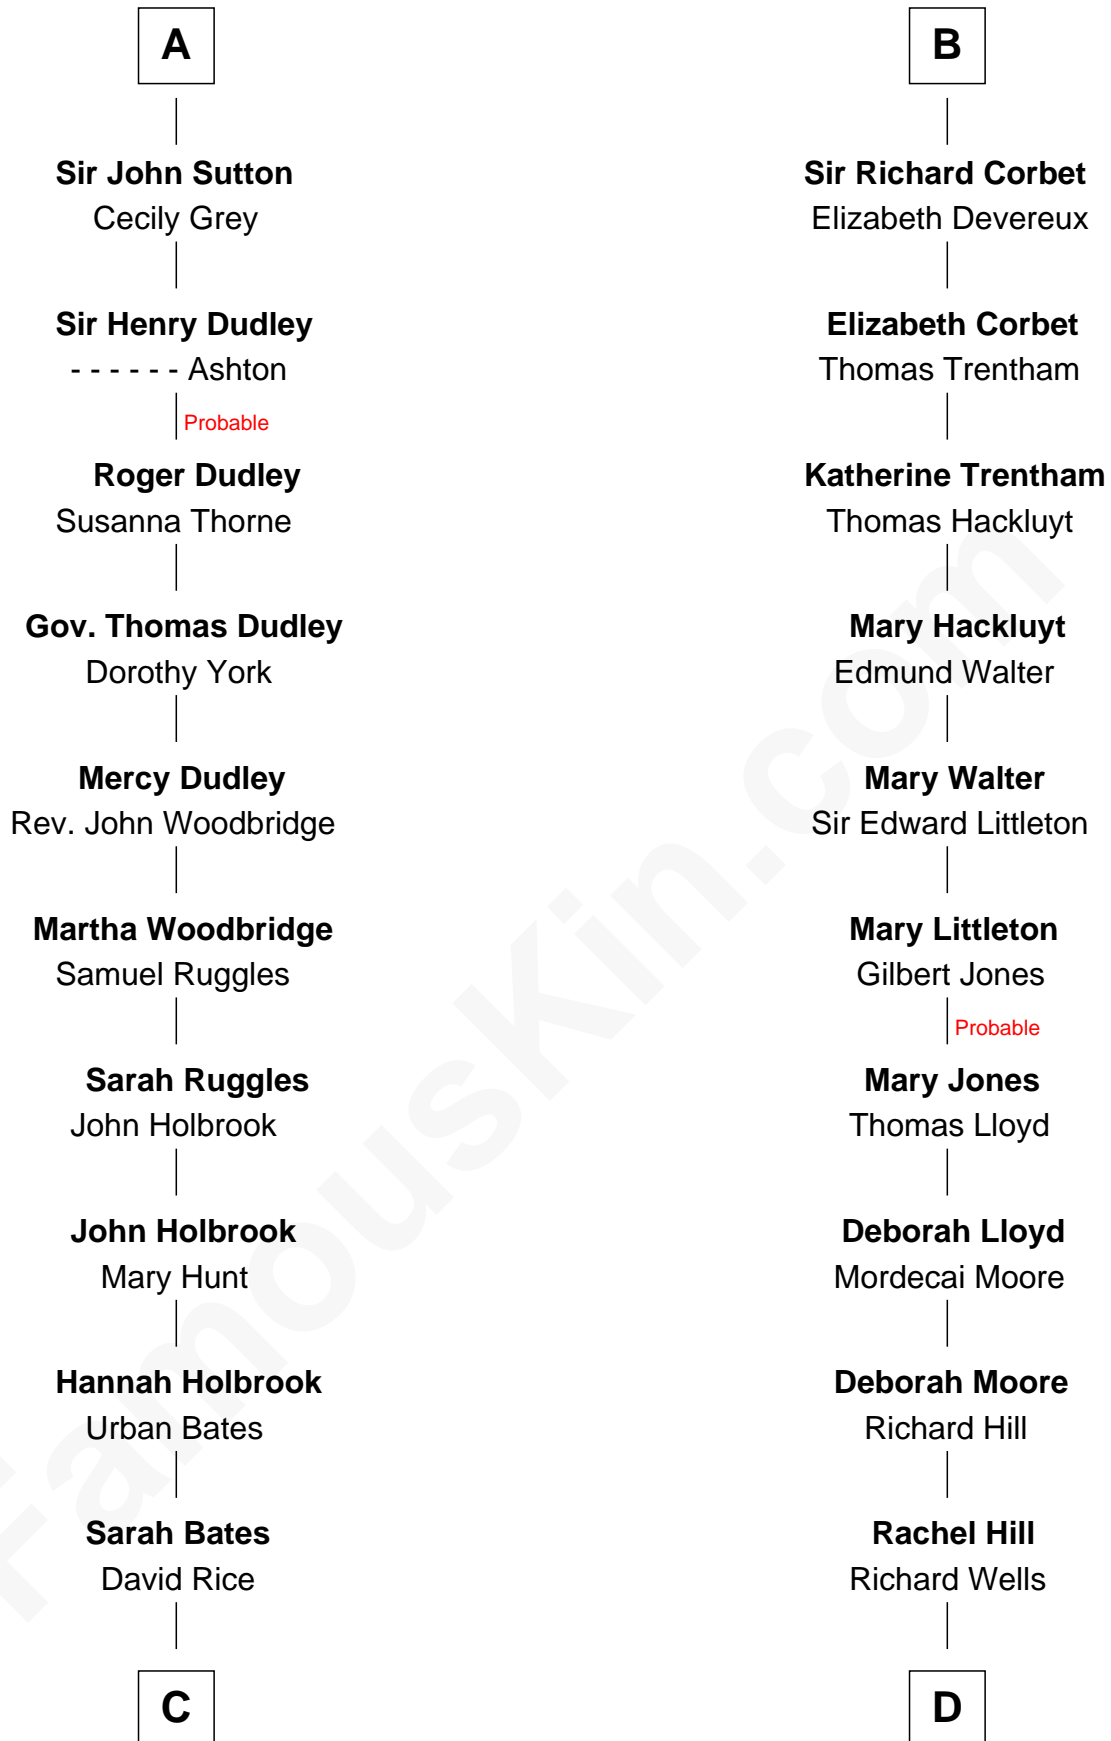 A
Sir John Sutton
Cecily Grey
Sir Henry Dudley
- - - - - - Ashton
Probable
Roger Dudley
Susanna Thorne
Gov. Thomas Dudley
Dorothy York
Mercy Dudley
Rev. John Woodbridge
Martha Woodbridge
Samuel Ruggles
Sarah Ruggles
John Holbrook
John Holbrook
Mary Hunt
Hannah Holbrook
Urban Bates
Sarah Bates
David Rice
C
B
Sir Richard Corbet
Elizabeth Devereux
Elizabeth Corbet
Thomas Trentham
Katherine Trentham
Thomas Hackluyt
Mary Hackluyt
Edmund Walter
Mary Walter
Sir Edward Littleton
Mary Littleton
Gilbert Jones
Probable
Mary Jones
Thomas Lloyd
Deborah Lloyd
Mordecai Moore
Deborah Moore
Richard Hill
Rachel Hill
Richard Wells
D
FamousKin.com